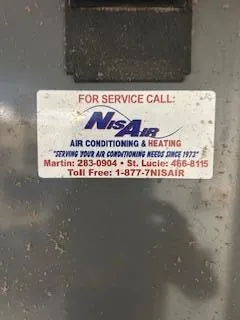 FOR SERVICE CALL:
NISAIR
AIR CONDITIONING & HEATING
"SERVING YOUR AIR CONDITIONING NEEDS SINCE 1973"
Martin: 283-0904 • St. Lucie: 466-8115
Toll Free: 1-877-7NISAIR